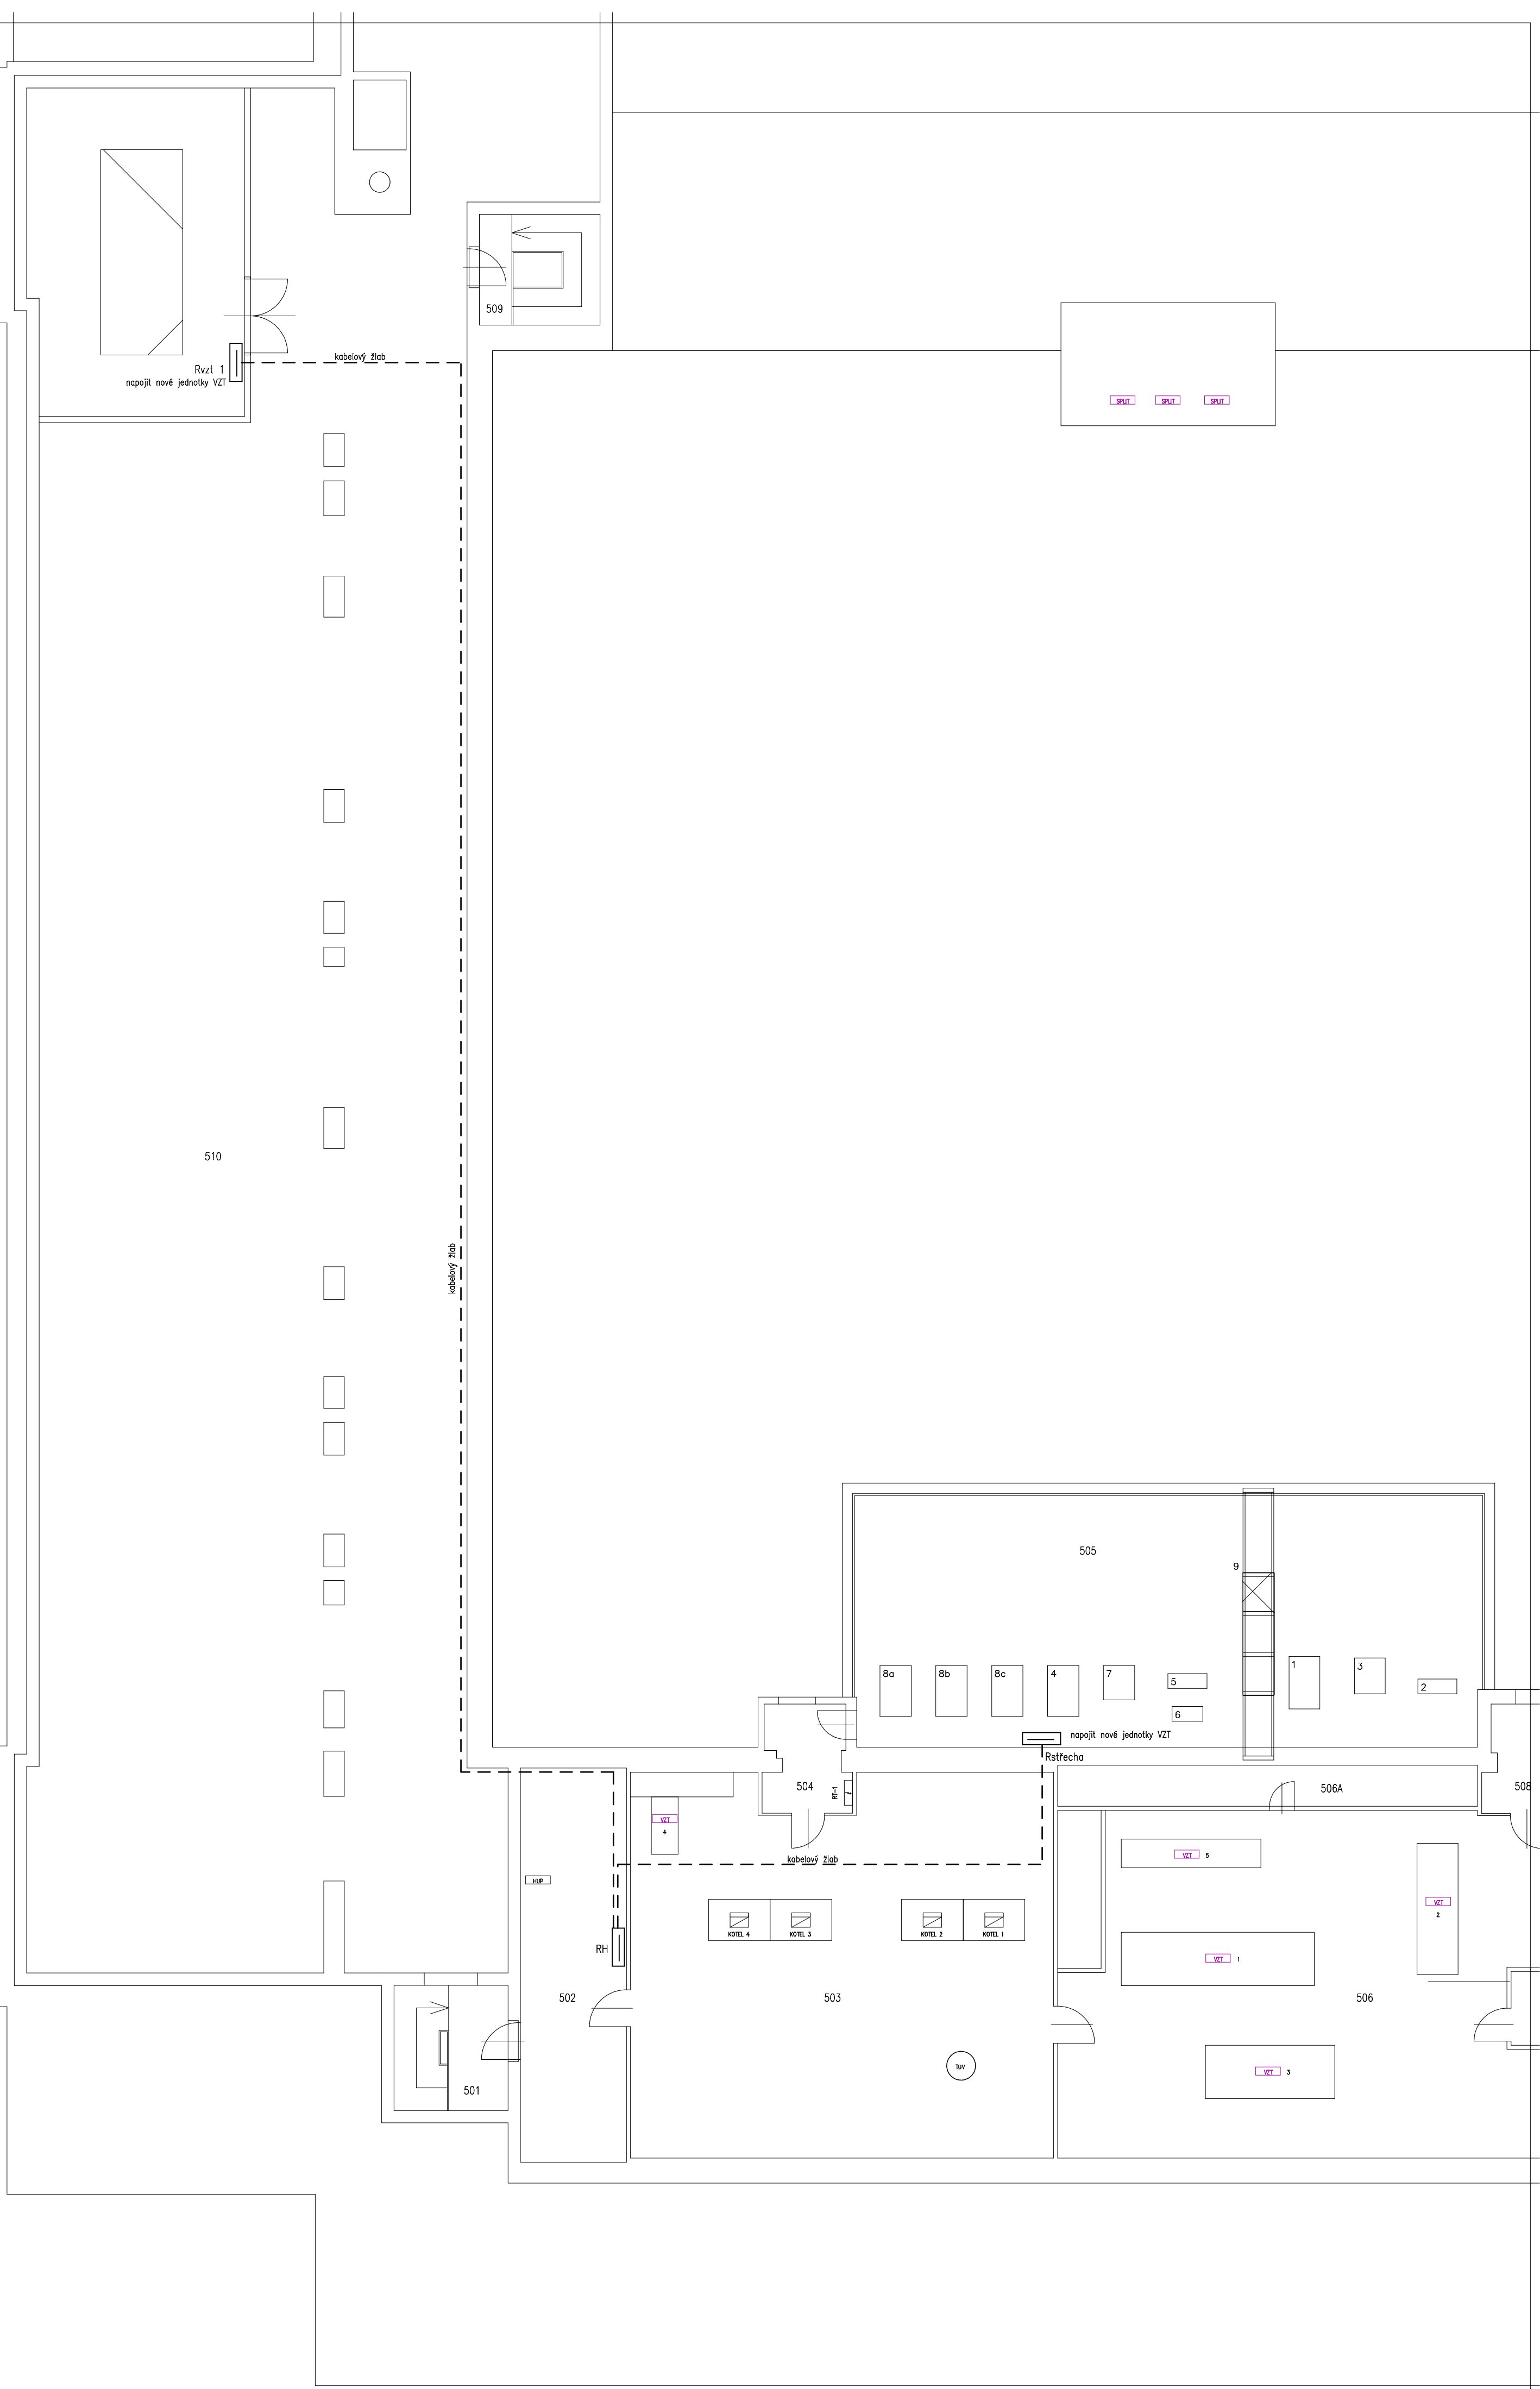 509
kabelový žlab
Rvzt 1
napojit nové jednotky VZT
SPLIT
SPLIT
SPLIT
510
kabelový žlab
505
9
8a
8b
8c
4
7
5
6
1
3
2
napojit nové jednotky VZT
Rstřecha
504
RT-1
506A
508
VZT
4
kabelový žlab
VZT 5
HUP
VZT
2
KOTEL 4
KOTEL 3
KOTEL 2
KOTEL 1
RH
VZT 1
502
503
506
TUV
VZT 3
501